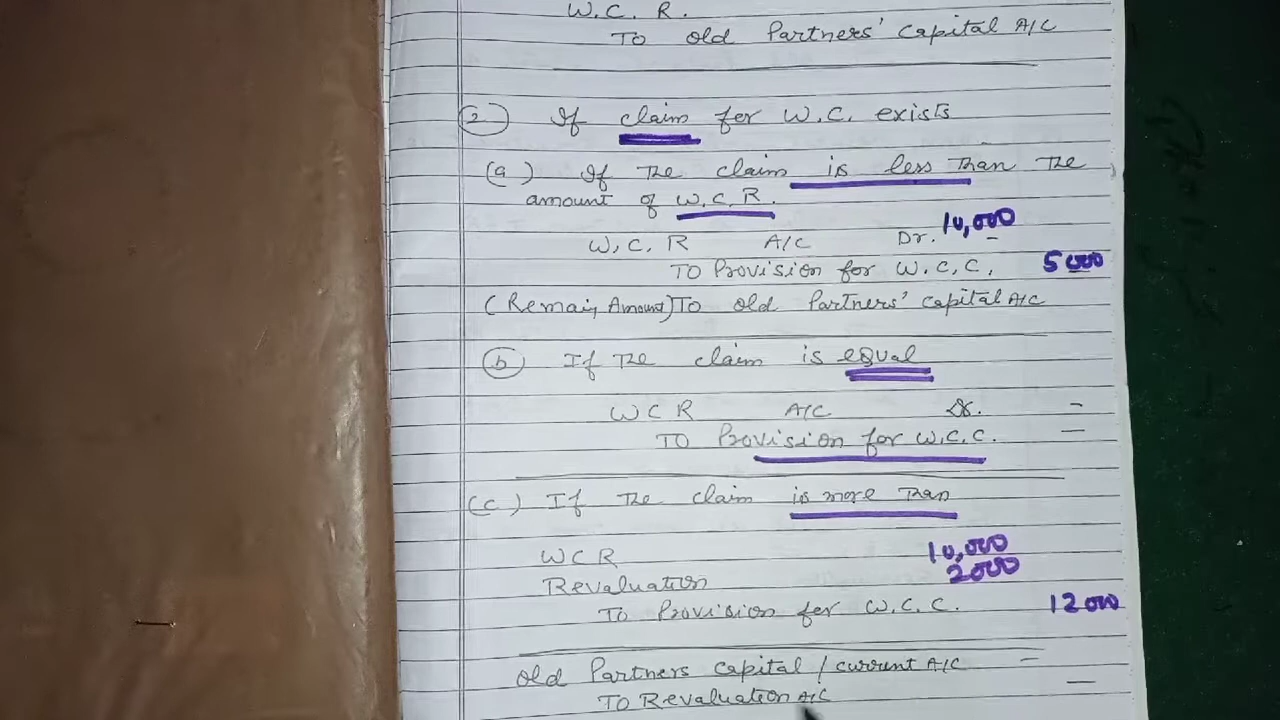 W.C. R.
To old Partners' Capital A/C
(2) If claim for W.C. exists
(a) If The claim is less Than The
amount of W.C.R.
W.C.R A/C Dr. 10,000
To Provision for W.C.C. 5000
(Remain Amount) To old Partners' capital A/C
(b) If The claim is equal
WCR A/C Dr. -
To Provision for W.C.C. -
(c) If The claim is more Than
WCR 10,000
Revaluation 2000
To Provision for W.C.C. 12000
old Partners capital / current A/C -
To Revaluation A/C -